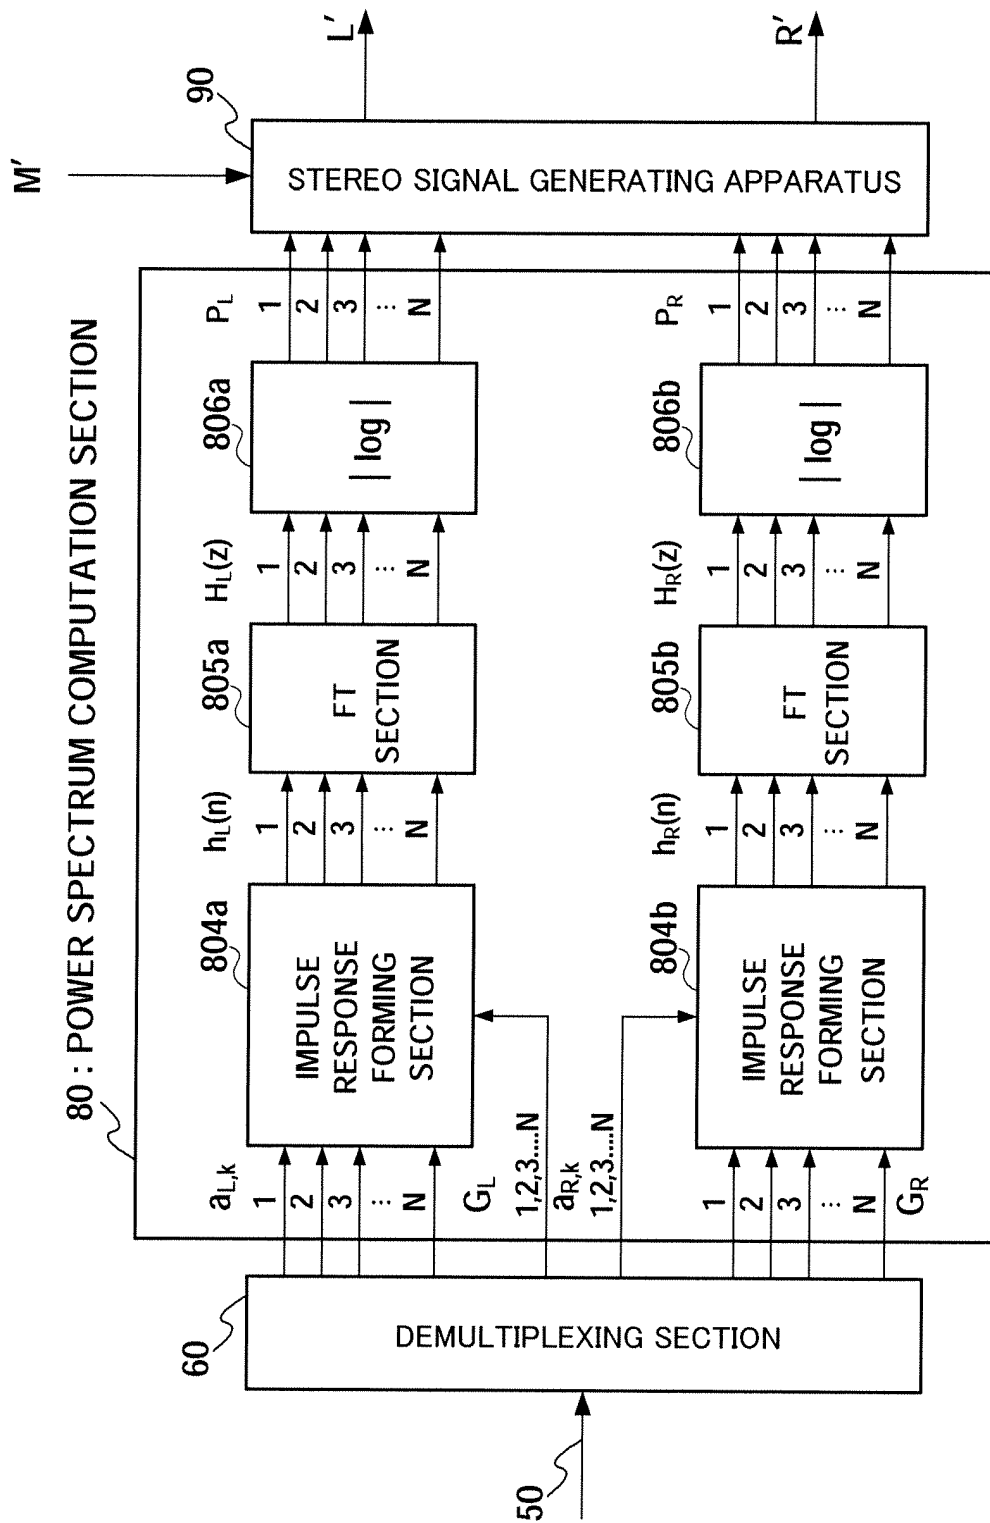 80 : POWER SPECTRUM COMPUTATION SECTION
50
60
DEMULTIPLEXING SECTION
a_L,k
1
2
3
...
N
G_L
1,2,3....N
a_R,k
1,2,3....N
1
2
3
...
N
G_R
804a
IMPULSE
RESPONSE
FORMING
SECTION
804b
IMPULSE
RESPONSE
FORMING
SECTION
h_L(n)
1
2
3
...
N
h_R(n)
1
2
3
...
N
805a
FT
SECTION
805b
FT
SECTION
H_L(z)
1
2
3
...
N
H_R(z)
1
2
3
...
N
806a
| log |
806b
| log |
P_L
1
2
3
...
N
P_R
1
2
3
...
N
M'
90
STEREO SIGNAL GENERATING APPARATUS
L'
R'